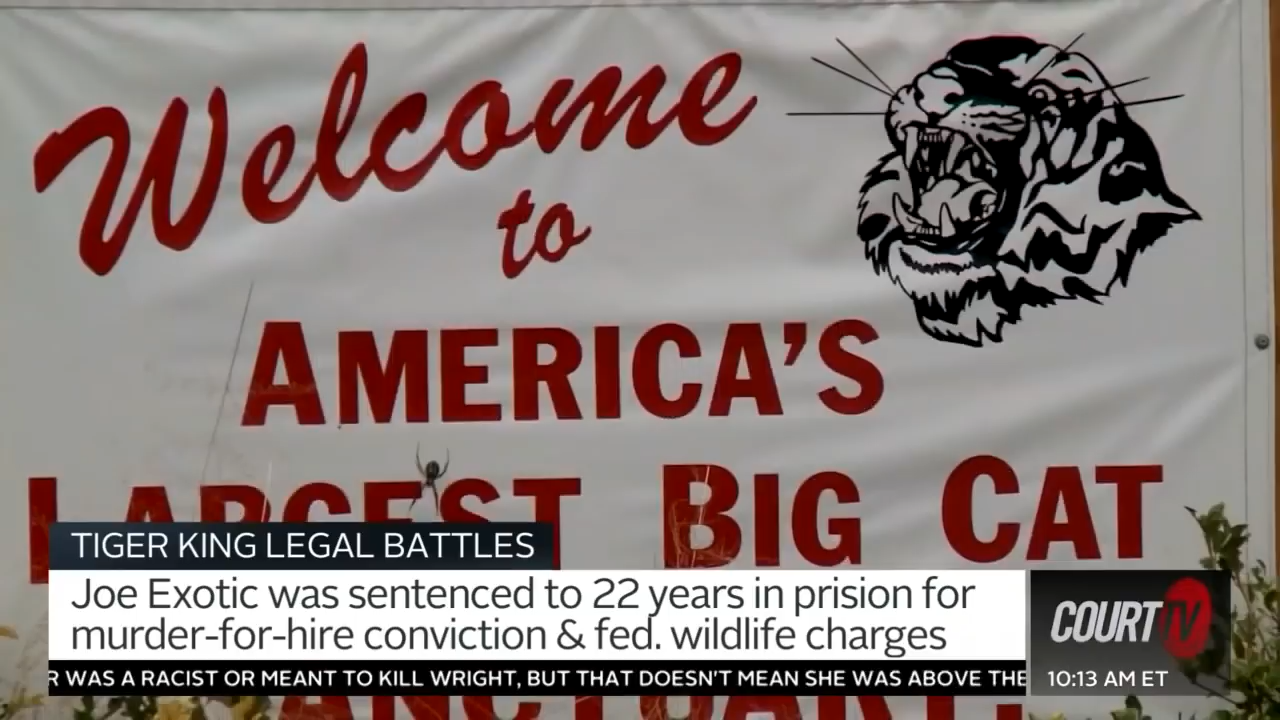 Welcome
to
AMERICA'S
LARGEST BIG CAT
TIGER KING LEGAL BATTLES
Joe Exotic was sentenced to 22 years in prision for
murder-for-hire conviction & fed. wildlife charges
COURT TV
R WAS A RACIST OR MEANT TO KILL WRIGHT, BUT THAT DOESN'T MEAN SHE WAS ABOVE THE
10:13 AM ET